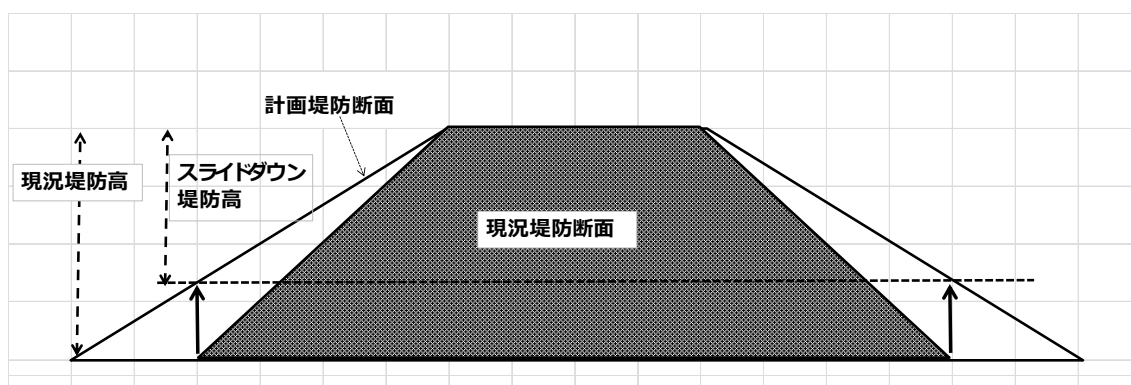 計画堤防断面
現況堤防高
スライドダウン
堤防高
現況堤防断面